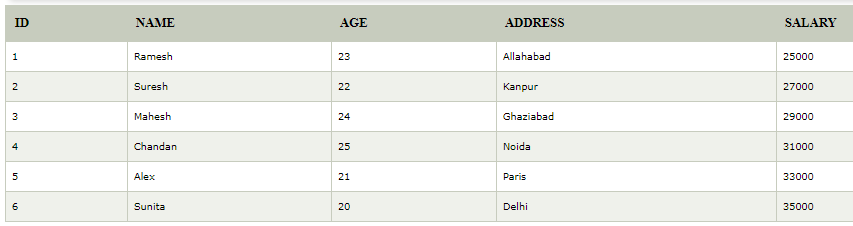 ID NAME AGE ADDRESS SALARY
1 Ramesh 23 Allahabad 25000
2 Suresh 22 Kanpur 27000
3 Mahesh 24 Ghaziabad 29000
4 Chandan 25 Noida 31000
5 Alex 21 Paris 33000
6 Sunita 20 Delhi 35000